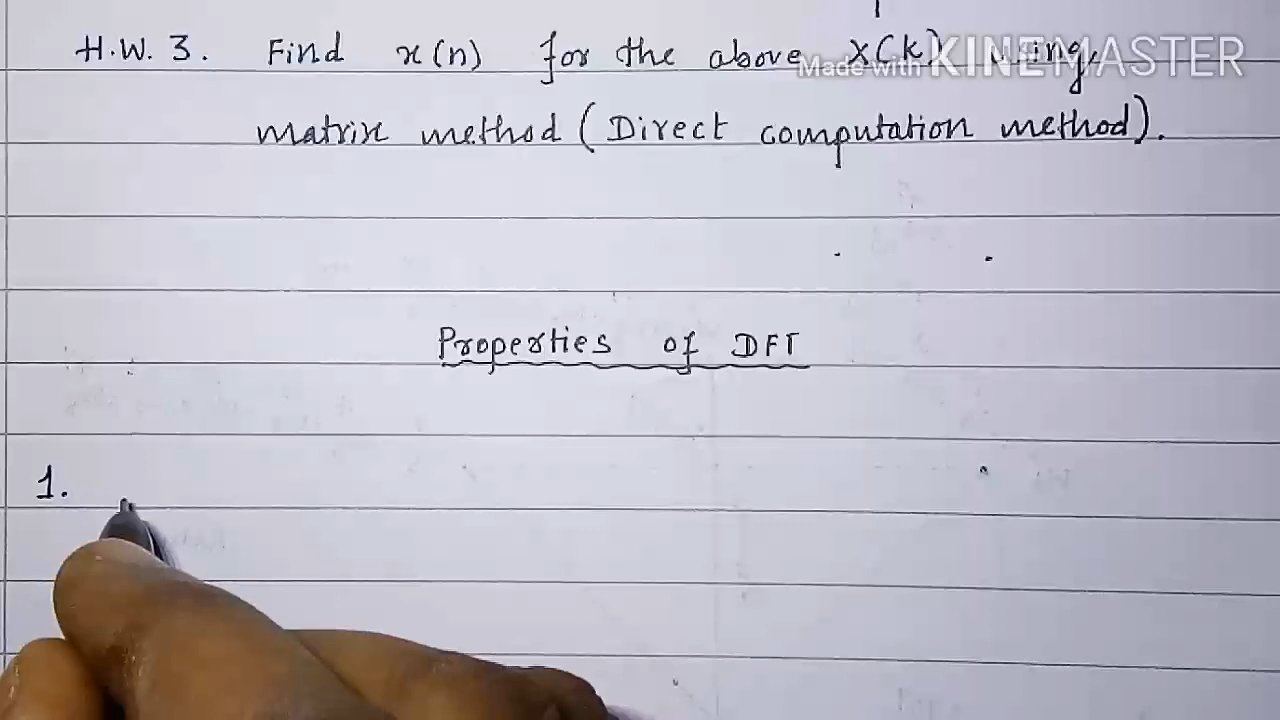 H.W. 3. Find x(n) for the above X(k) using
Made with KINEMASTER
matrix method (Direct computation method).
Properties of DFT
1.